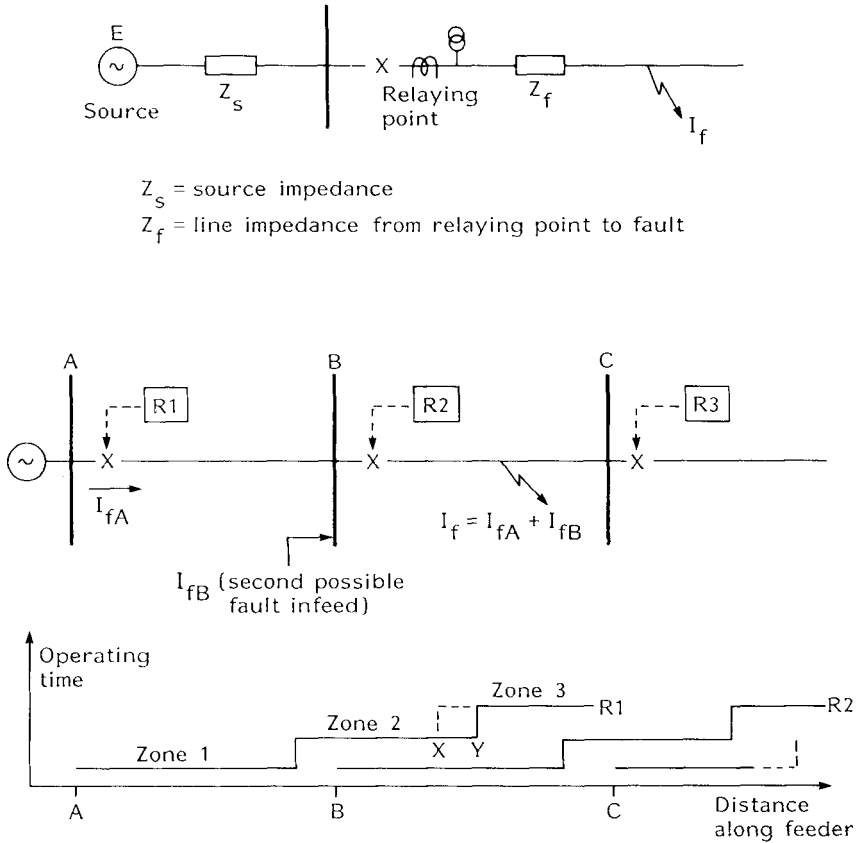 E
~
Source
Z_s
X
Relaying
point
Z_f
I_f
Z_s = source impedance
Z_f = line impedance from relaying point to fault
A
B
C
R1
R2
R3
~
X
X
X
I_fA
I_f = I_fA + I_fB
I_fB (second possible
fault infeed)
Operating
time
Zone 1
Zone 2
Zone 3
X
Y
R1
R2
A
B
C
Distance
along feeder